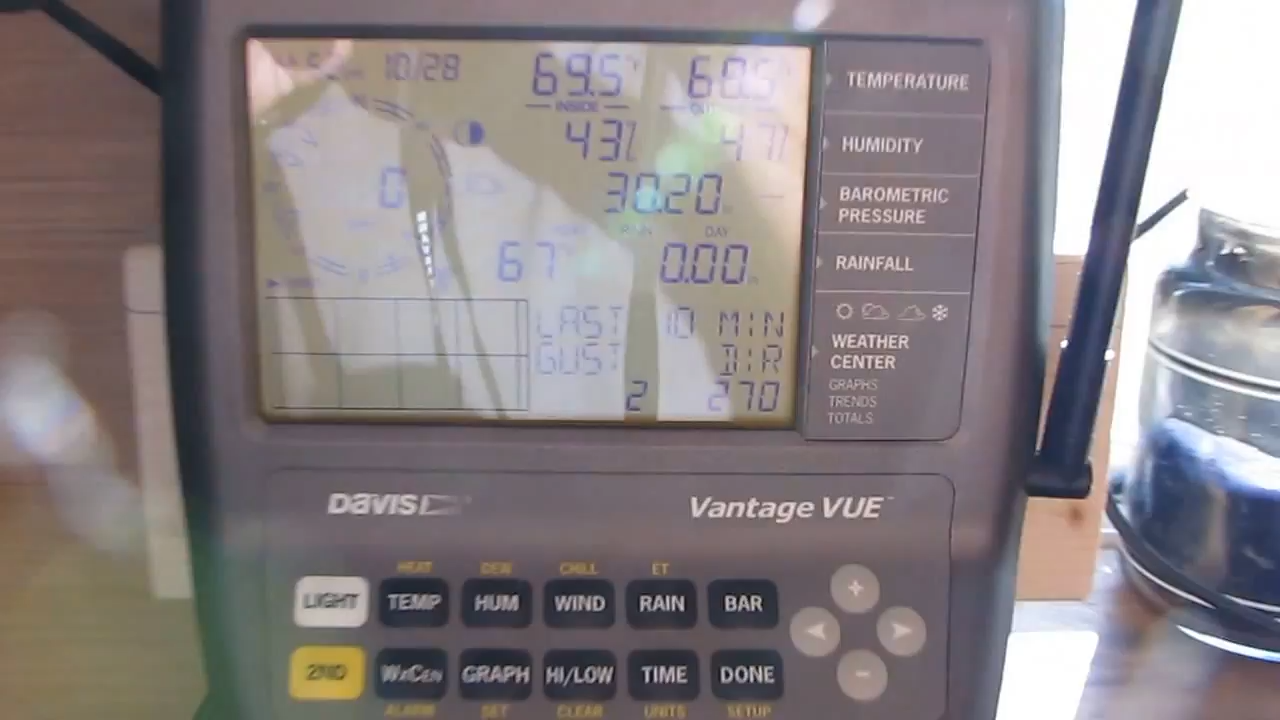 10/28 69.5° 68.5°
INSIDE
43% 47%
0
30.20
RAIN DAY
67° 0.00
LAST 10 MIN
GUST DIR
2 270
TEMPERATURE
HUMIDITY
BAROMETRIC
PRESSURE
RAINFALL
WEATHER
CENTER
GRAPHS
TRENDS
TOTALS
DAVIS Vantage VUE™
HEAT DEW CHILL ET
LIGHT TEMP HUM WIND RAIN BAR
+
2ND WxCEN GRAPH HI/LOW TIME DONE
−
ALARM SET CLEAR UNITS SETUP